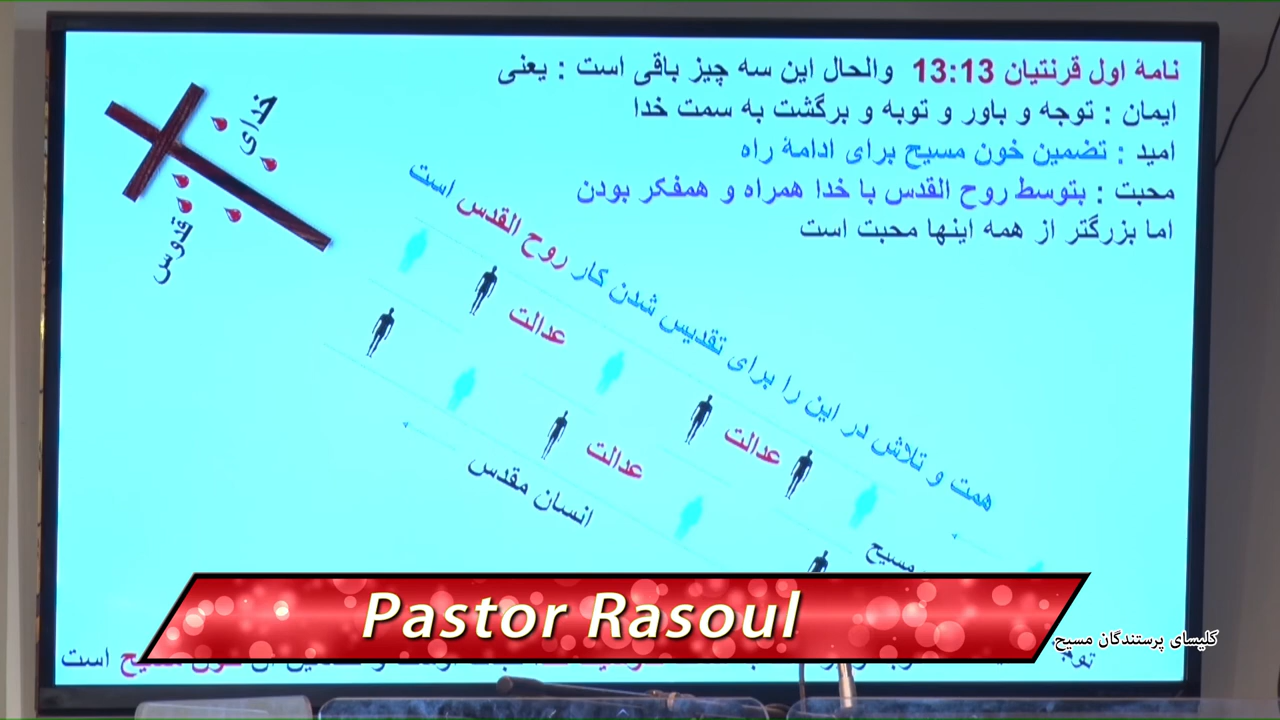 نامهٔ اول قرنتیان 13:13 والحال این سه چیز باقی است : یعنی
ایمان : توجه و باور و توبه و برگشت به سمت خدا
امید : تضمین خون مسیح برای ادامهٔ راه
محبت : بتوسط روح القدس با خدا همراه و همفکر بودن
اما بزرگتر از همه اینها محبت است
خدای
قدوس
همت و تلاش در این را برای تقدیس شدن کار روح القدس است
عدالت
عدالت
عدالت
انسان مقدس
مسیح
Pastor Rasoul
کلیسای پرستندگان مسیح
است